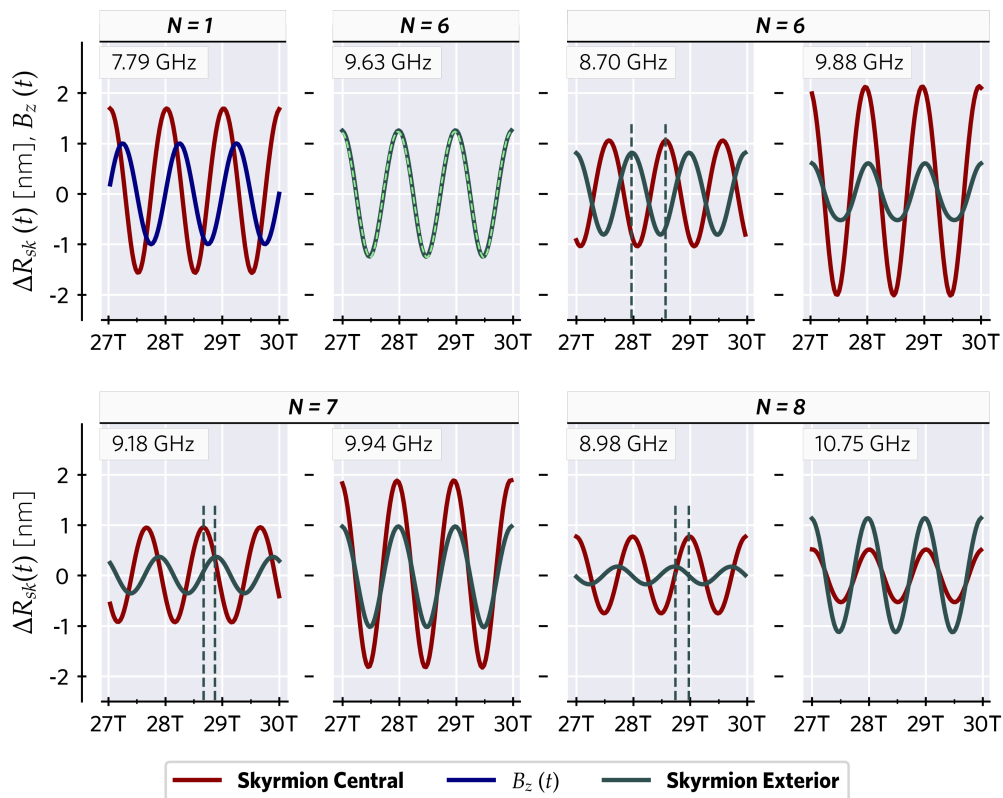 N = 1
N = 6
N = 6
7.79 GHz
9.63 GHz
8.70 GHz
9.88 GHz
ΔR_sk (t) [nm], B_z (t)
2
1
0
-1
-2
27T 28T 29T 30T
27T 28T 29T 30T
27T 28T 29T 30T
27T 28T 29T 30T
N = 7
N = 8
9.18 GHz
9.94 GHz
8.98 GHz
10.75 GHz
ΔR_sk(t) [nm]
2
1
0
-1
-2
27T 28T 29T 30T
27T 28T 29T 30T
27T 28T 29T 30T
27T 28T 29T 30T
Skyrmion Central B_z (t) Skyrmion Exterior